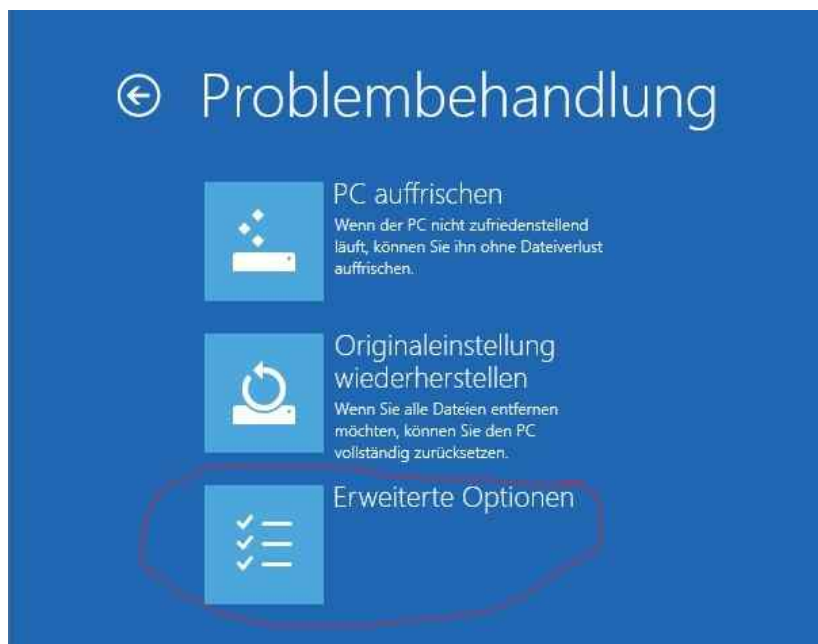 Problembehandlung
PC auffrischen
Wenn der PC nicht zufriedenstellend
läuft, können Sie ihn ohne Dateiverlust
auffrischen.
Originaleinstellung
wiederherstellen
Wenn Sie alle Dateien entfernen
möchten, können Sie den PC
vollständig zurücksetzen.
Erweiterte Optionen